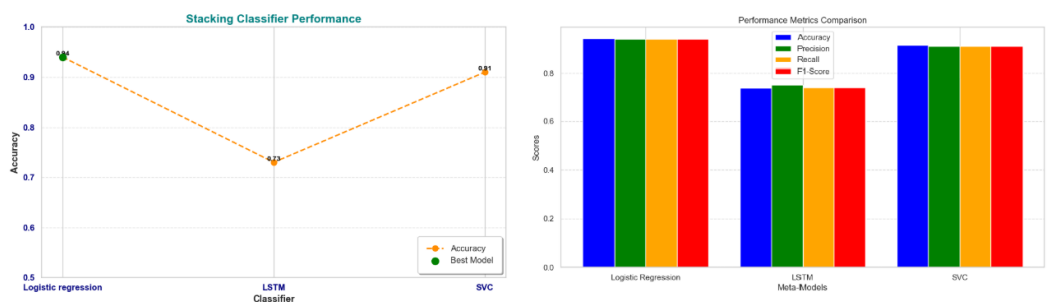 Stacking Classifier Performance
1.0
0.9
0.8
0.7
0.6
0.5
Accuracy
0.94
0.73
0.91
Accuracy
Best Model
Logistic regression
LSTM
SVC
Classifier
Performance Metrics Comparison
Accuracy
Precision
Recall
F1-Score
0.8
0.6
0.4
0.2
0.0
Scores
Logistic Regression
LSTM
SVC
Meta-Models